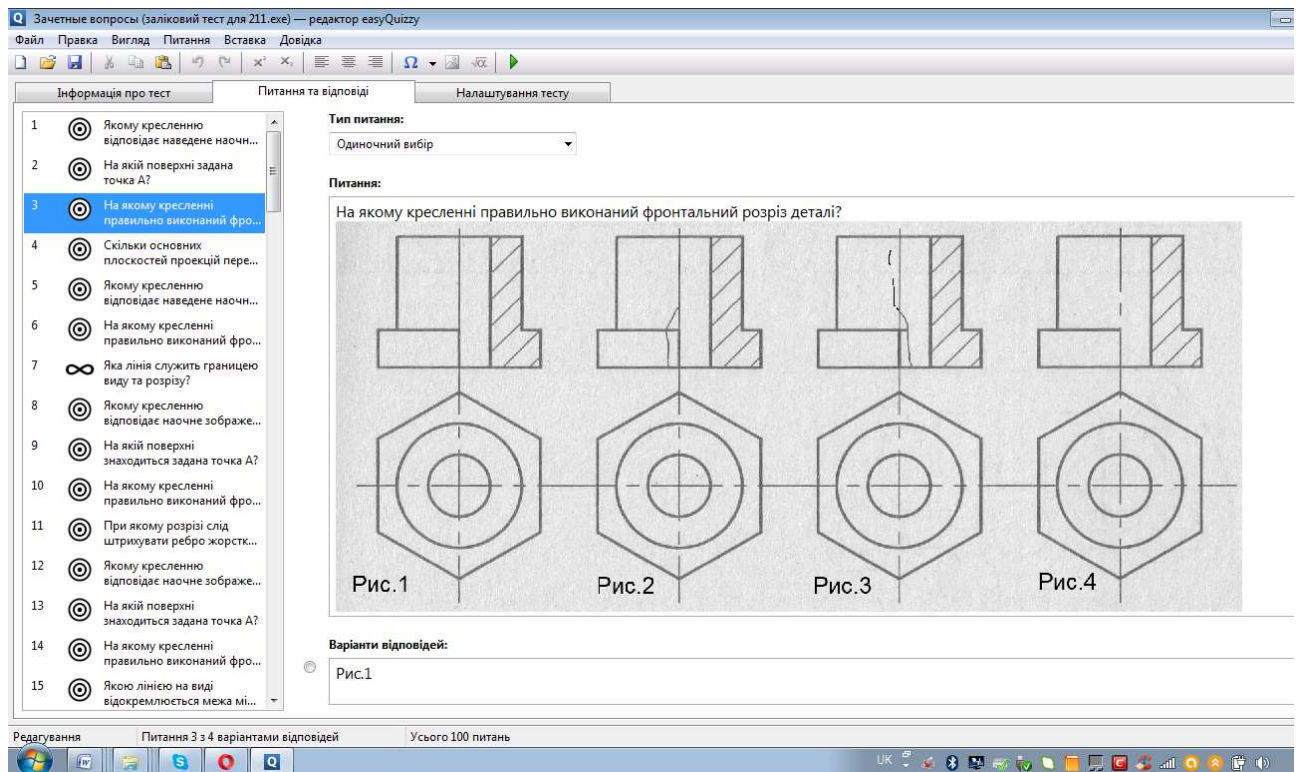 Зачетные вопросы (заліковий тест для 211.exe) — редактор easyQuizzy
Файл Правка Вигляд Питання Вставка Довідка
Інформація про тест Питання та відповіді Налаштування тесту
1 Якому кресленню
відповідає наведене наочн...
2 На якій поверхні задана
точка А?
3 На якому кресленні
правильно виконаний фро...
4 Скільки основних
плоскостей проекцій пере...
5 Якому кресленню
відповідає наведене наочн...
6 На якому кресленні
правильно виконаний фро...
7 Яка лінія служить границею
виду та розрізу?
8 Якому кресленню
відповідає наочне зображе...
9 На якій поверхні
знаходиться задана точка А?
10 На якому кресленні
правильно виконаний фро...
11 При якому розрізі слід
штрихувати ребро жорстк...
12 Якому кресленню
відповідає наочне зображе...
13 На якій поверхні
знаходиться задана точка А?
14 На якому кресленні
правильно виконаний фро...
15 Якою лінією на виді
відокремлюється межа мі...
Тип питання:
Одиночний вибір
Питання:
На якому кресленні правильно виконаний фронтальний розріз деталі?
Рис.1 Рис.2 Рис.3 Рис.4
Варіанти відповідей:
Рис.1
Редагування Питання 3 з 4 варіантами відповідей Усього 100 питань
UK